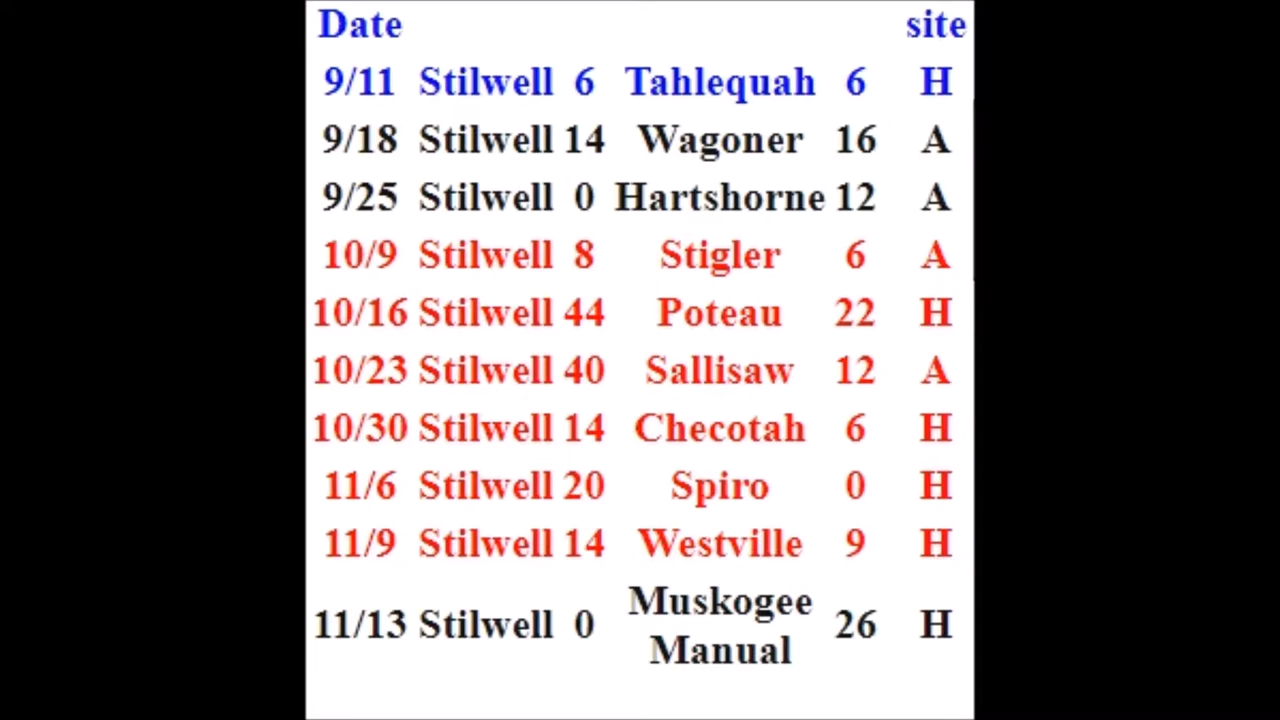 Date site
9/11 Stilwell 6 Tahlequah 6 H
9/18 Stilwell 14 Wagoner 16 A
9/25 Stilwell 0 Hartshorne 12 A
10/9 Stilwell 8 Stigler 6 A
10/16 Stilwell 44 Poteau 22 H
10/23 Stilwell 40 Sallisaw 12 A
10/30 Stilwell 14 Checotah 6 H
11/6 Stilwell 20 Spiro 0 H
11/9 Stilwell 14 Westville 9 H
11/13 Stilwell 0 Muskogee Manual 26 H